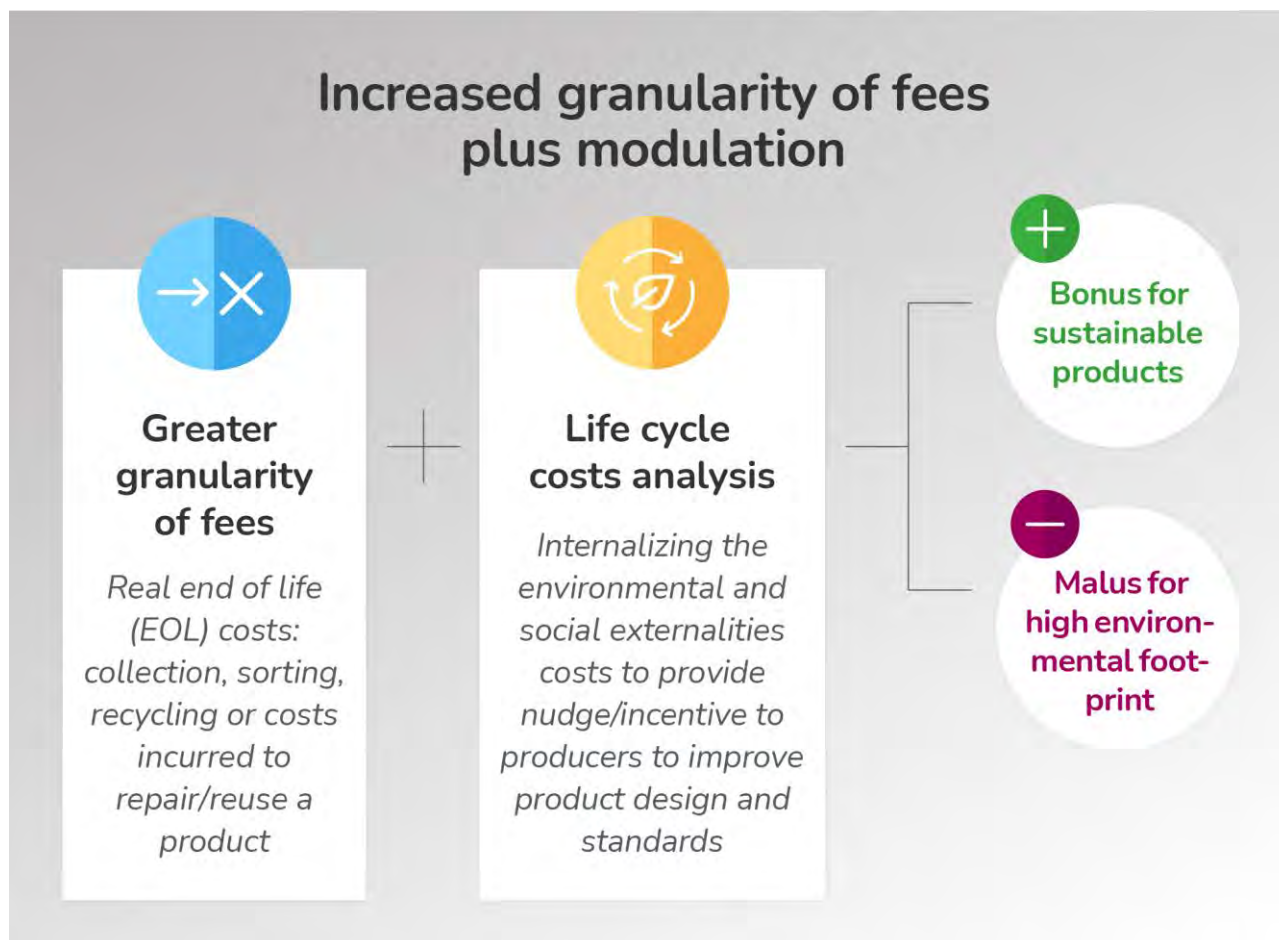 Increased granularity of fees
plus modulation
Greater
granularity
of fees
Real end of life
(EOL) costs:
collection, sorting,
recycling or costs
incurred to
repair/reuse a
product
Life cycle
costs analysis
Internalizing the
environmental and
social externalities
costs to provide
nudge/incentive to
producers to improve
product design and
standards
Bonus for
sustainable
products
Malus for
high environ-
mental foot-
print